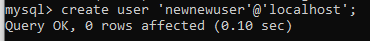 mysql> create user 'newnewuser'@'localhost';
Query OK, 0 rows affected (0.10 sec)